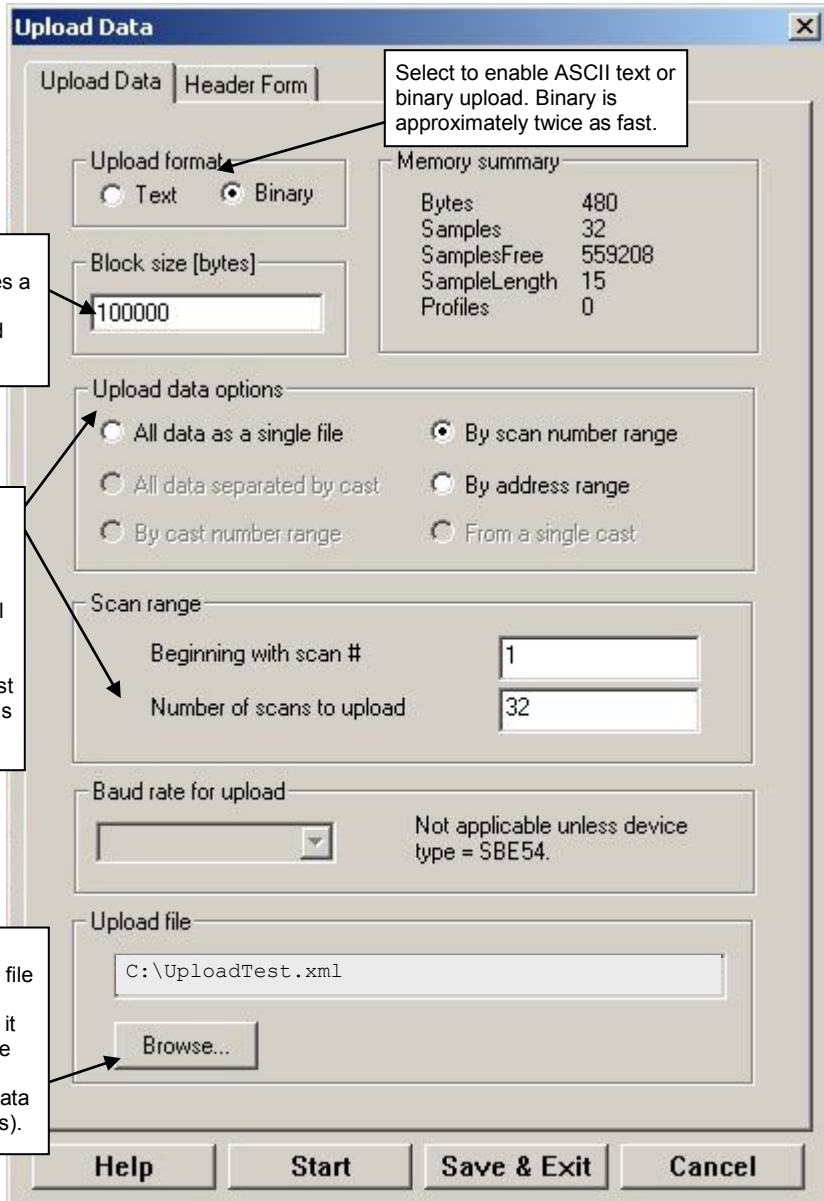 Upload Data
Upload Data
Header Form
Select to enable ASCII text or
binary upload. Binary is
approximately twice as fast.
Upload format
Text
Binary
Memory summary
Bytes 480
Samples 32
SamplesFree 559208
SampleLength 15
Profiles 0
a
Block size [bytes]
100000
Upload data options
All data as a single file
By scan number range
All data separated by cast
By address range
By cast number range
From a single cast
Scan range
Beginning with scan #
1
Number of scans to upload
32
Baud rate for upload
Not applicable unless device
type = SBE54.
Upload file
file
C:\UploadTest.xml
it
Browse...
Help
Start
Save & Exit
Cancel